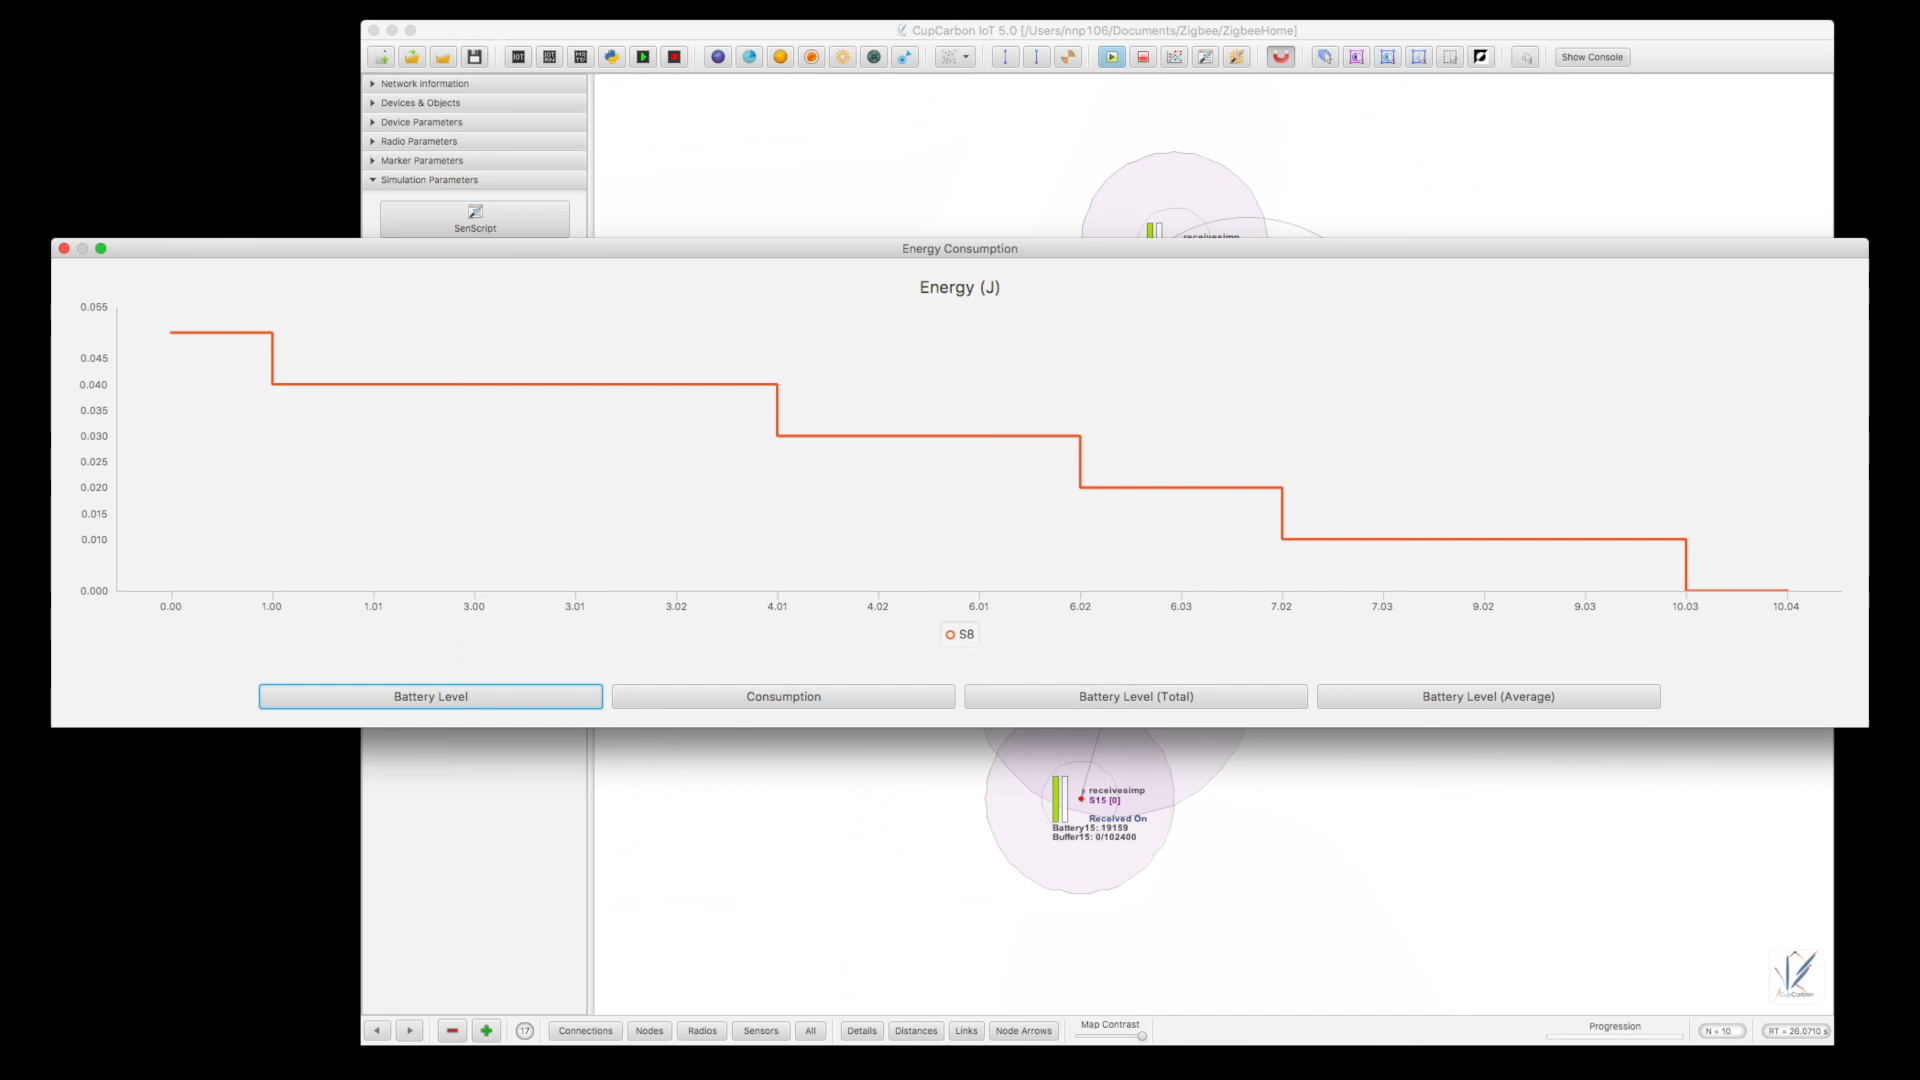 CupCarbon IoT 5.0 [/Users/nnp106/Documents/Zigbee/ZigbeeHome]
Show Console
Network Information
Devices & Objects
Device Parameters
Radio Parameters
Marker Parameters
Simulation Parameters
SenScript
receivesimp
Energy Consumption
Energy (J)
0.055
0.045
0.040
0.035
0.030
0.025
0.020
0.015
0.010
0.000
0.00 1.00 1.01 3.00 3.01 3.02 4.01 4.02 6.01 6.02 6.03 7.02 7.03 9.02 9.03 10.03 10.04
S8
Battery Level Consumption Battery Level (Total) Battery Level (Average)
receivesimp
S15 [0]
Received On
Battery15: 19159
Buffer15: 0/102400
CupCarbon
17 Connections Nodes Radios Sensors All Details Distances Links Node Arrows Map Contrast Progression N = 10 RT = 26.0710 s